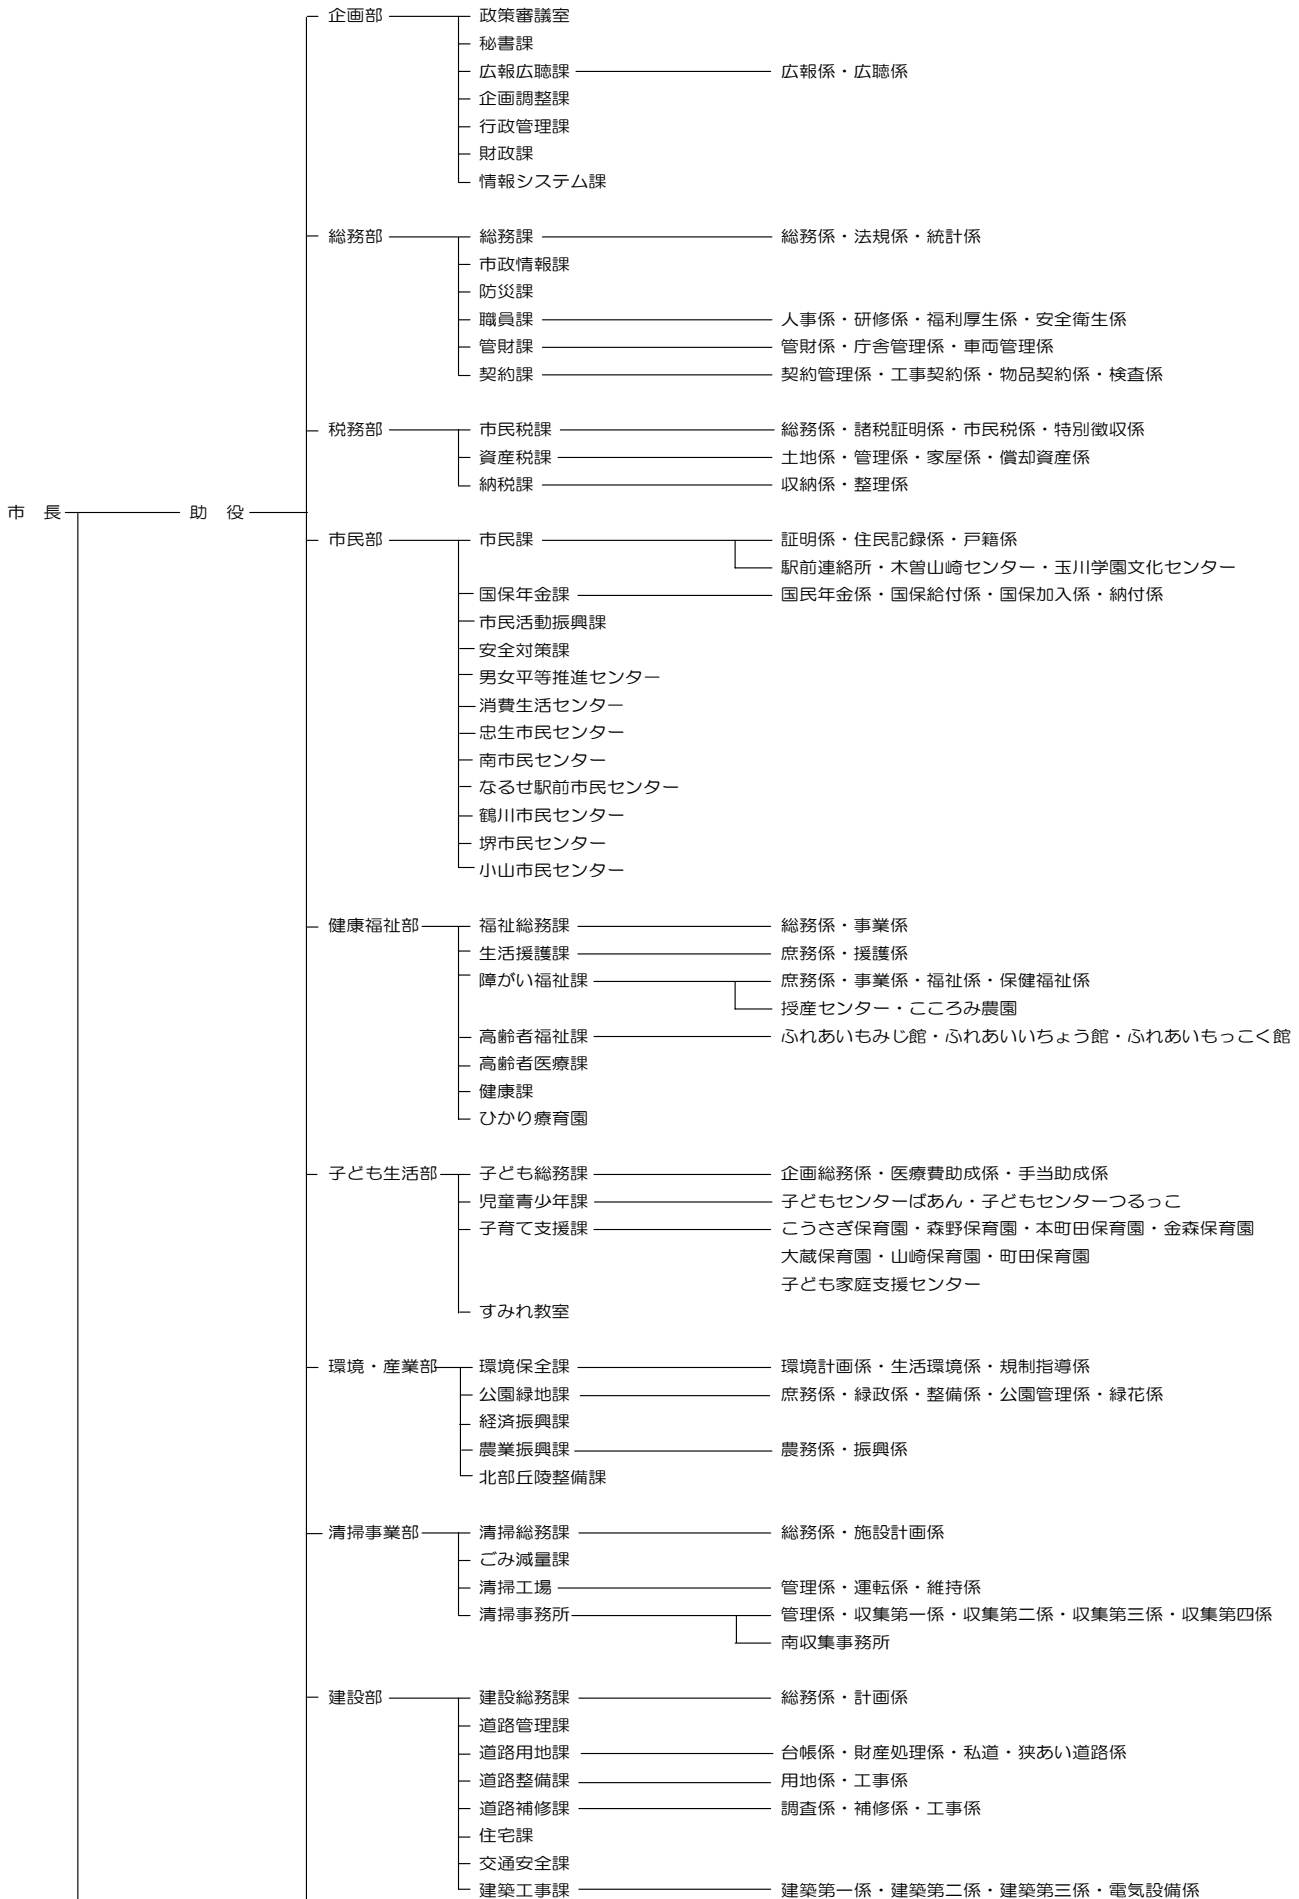 企画部 政策審議室
秘書課
広報広聴課 広報係・広聴係
企画調整課
行政管理課
財政課
情報システム課
総務部 総務課 総務係・法規係・統計係
市政情報課
防災課
職員課 人事係・研修係・福利厚生係・安全衛生係
管財課 管財係・庁舎管理係・車両管理係
契約課 契約管理係・工事契約係・物品契約係・検査係
税務部 市民税課 総務係・諸税証明係・市民税係・特別徴収係
資産税課 土地係・管理係・家屋係・償却資産係
納税課 収納係・整理係
市 長 助 役
市民部 市民課 証明係・住民記録係・戸籍係
駅前連絡所・木曽山崎センター・玉川学園文化センター
国保年金課 国民年金係・国保給付係・国保加入係・納付係
市民活動振興課
安全対策課
男女平等推進センター
消費生活センター
忠生市民センター
南市民センター
なるせ駅前市民センター
鶴川市民センター
堺市民センター
小山市民センター
健康福祉部 福祉総務課 総務係・事業係
生活援護課 庶務係・援護係
障がい福祉課 庶務係・事業係・福祉係・保健福祉係
授産センター・こころみ農園
高齢者福祉課 ふれあいもみじ館・ふれあいいちょう館・ふれあいもっこく館
高齢者医療課
健康課
ひかり療育園
子ども生活部 子ども総務課 企画総務係・医療費助成係・手当助成係
児童青少年課 子どもセンターばあん・子どもセンターつるっこ
子育て支援課 こうさぎ保育園・森野保育園・本町田保育園・金森保育園
大蔵保育園・山崎保育園・町田保育園
子ども家庭支援センター
すみれ教室
環境・産業部 環境保全課 環境計画係・生活環境係・規制指導係
公園緑地課 庶務係・緑政係・整備係・公園管理係・緑花係
経済振興課
農業振興課 農務係・振興係
北部丘陵整備課
清掃事業部 清掃総務課 総務係・施設計画係
ごみ減量課
清掃工場 管理係・運転係・維持係
清掃事務所 管理係・収集第一係・収集第二係・収集第三係・収集第四係
南収集事務所
建設部 建設総務課 総務係・計画係
道路管理課
道路用地課 台帳係・財産処理係・私道・狭あい道路係
道路整備課 用地係・工事係
道路補修課 調査係・補修係・工事係
住宅課
交通安全課
建築工事課 建築第一係・建築第二係・建築第三係・電気設備係